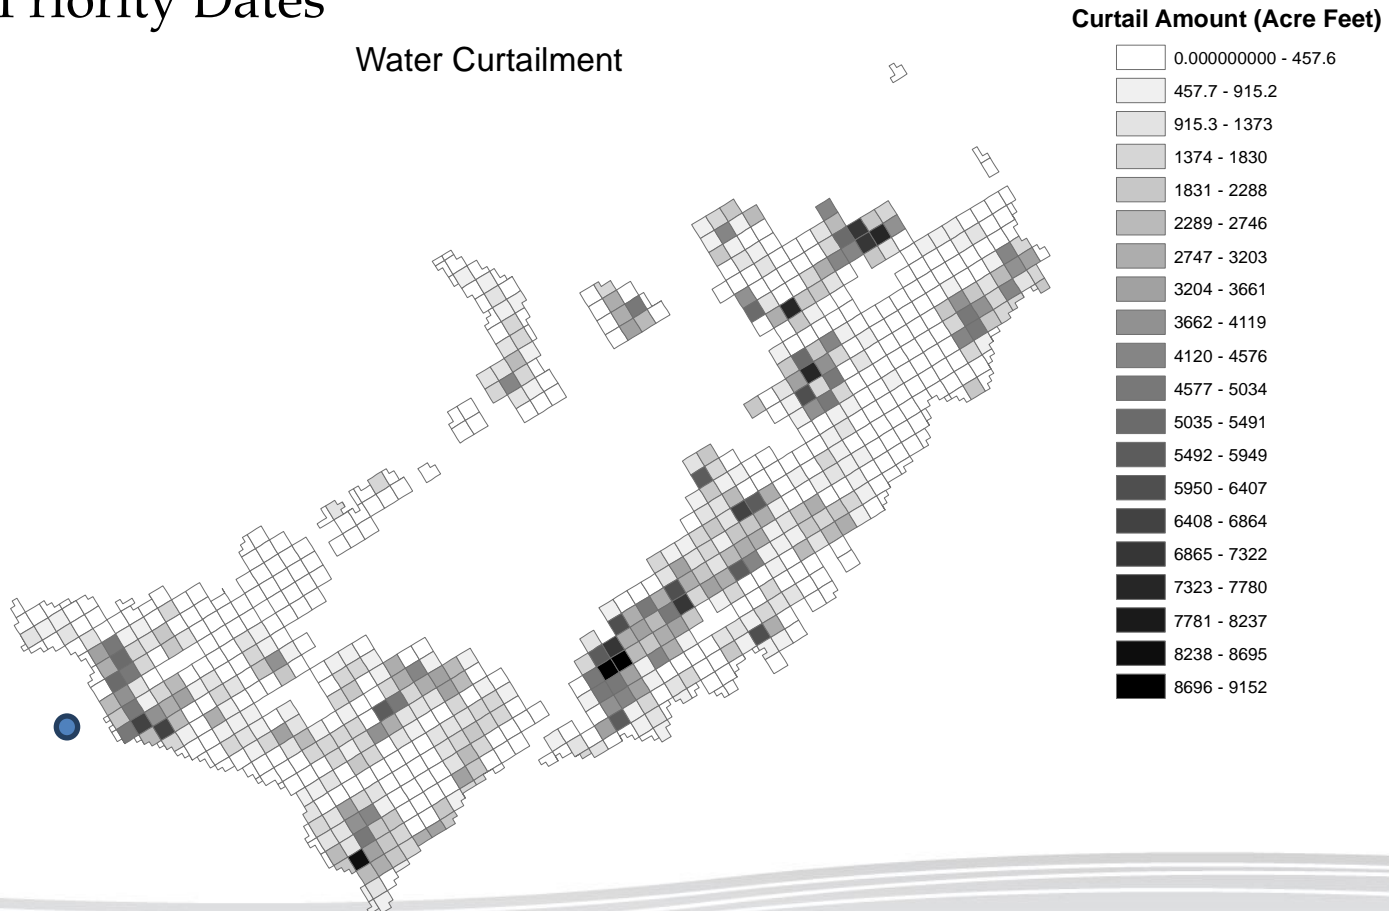 Priority Dates
Water Curtailment
Curtail Amount (Acre Feet)
0.000000000 - 457.6
457.7 - 915.2
915.3 - 1373
1374 - 1830
1831 - 2288
2289 - 2746
2747 - 3203
3204 - 3661
3662 - 4119
4120 - 4576
4577 - 5034
5035 - 5491
5492 - 5949
5950 - 6407
6408 - 6864
6865 - 7322
7323 - 7780
7781 - 8237
8238 - 8695
8696 - 9152